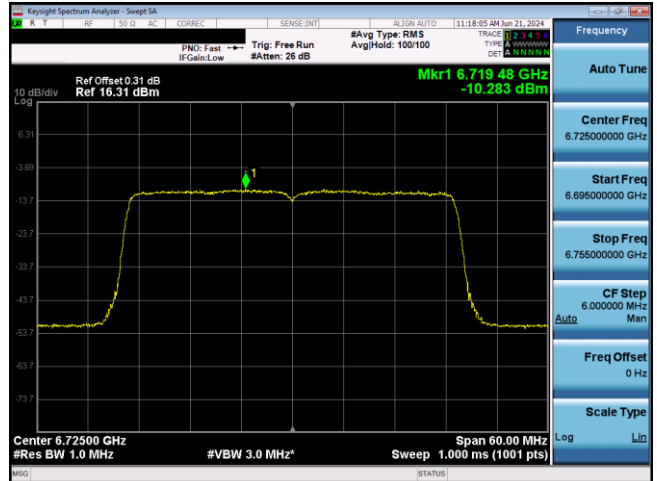 Keysight Spectrum Analyzer - Swept SA
R T RF 50 Ω AC CORREC SENSE:INT ALIGN AUTO 11:18:05 AM Jun 21, 2024
PNO: Fast
IFGain:Low
Trig: Free Run
#Atten: 26 dB
#Avg Type: RMS
Avg|Hold: 100/100
TRACE 1 2 3 4 5 6
TYPE A WWWWW
DET A N N N N N
Ref Offset 0.31 dB
10 dB/div Ref 16.31 dBm
Log
Mkr1 6.719 48 GHz
-10.283 dBm
1
6.31
-3.69
-13.7
-23.7
-33.7
-43.7
-53.7
-63.7
-73.7
Center 6.72500 GHz
#Res BW 1.0 MHz
#VBW 3.0 MHz*
Span 60.00 MHz
Sweep 1.000 ms (1001 pts)
MSG
STATUS
Frequency
Auto Tune
Center Freq
6.725000000 GHz
Start Freq
6.695000000 GHz
Stop Freq
6.755000000 GHz
CF Step
6.000000 MHz
Auto Man
Freq Offset
0 Hz
Scale Type
Log Lin